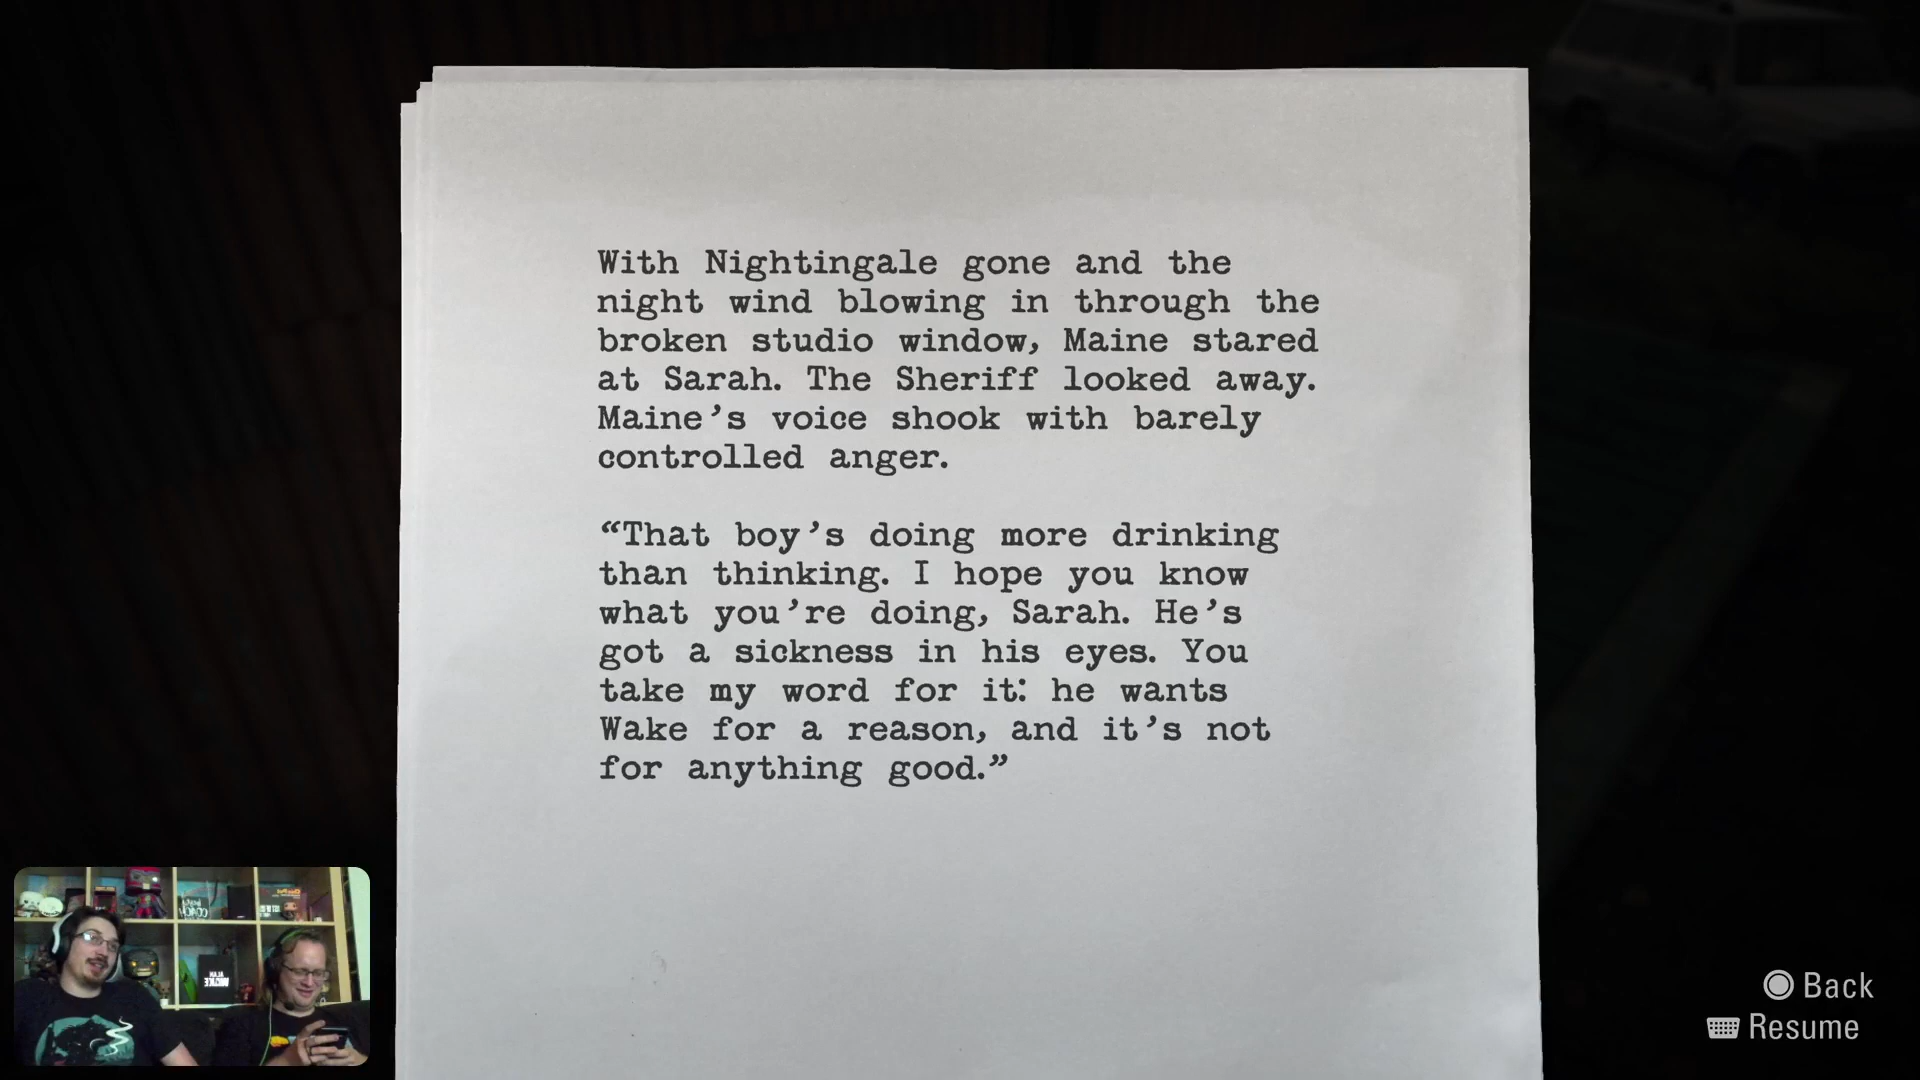 With Nightingale gone and the
night wind blowing in through the
broken studio window, Maine stared
at Sarah. The Sheriff looked away.
Maine’s voice shook with barely
controlled anger.
“That boy’s doing more drinking
than thinking. I hope you know
what you’re doing, Sarah. He’s
got a sickness in his eyes. You
take my word for it: he wants
Wake for a reason, and it’s not
for anything good.”
Back
Resume